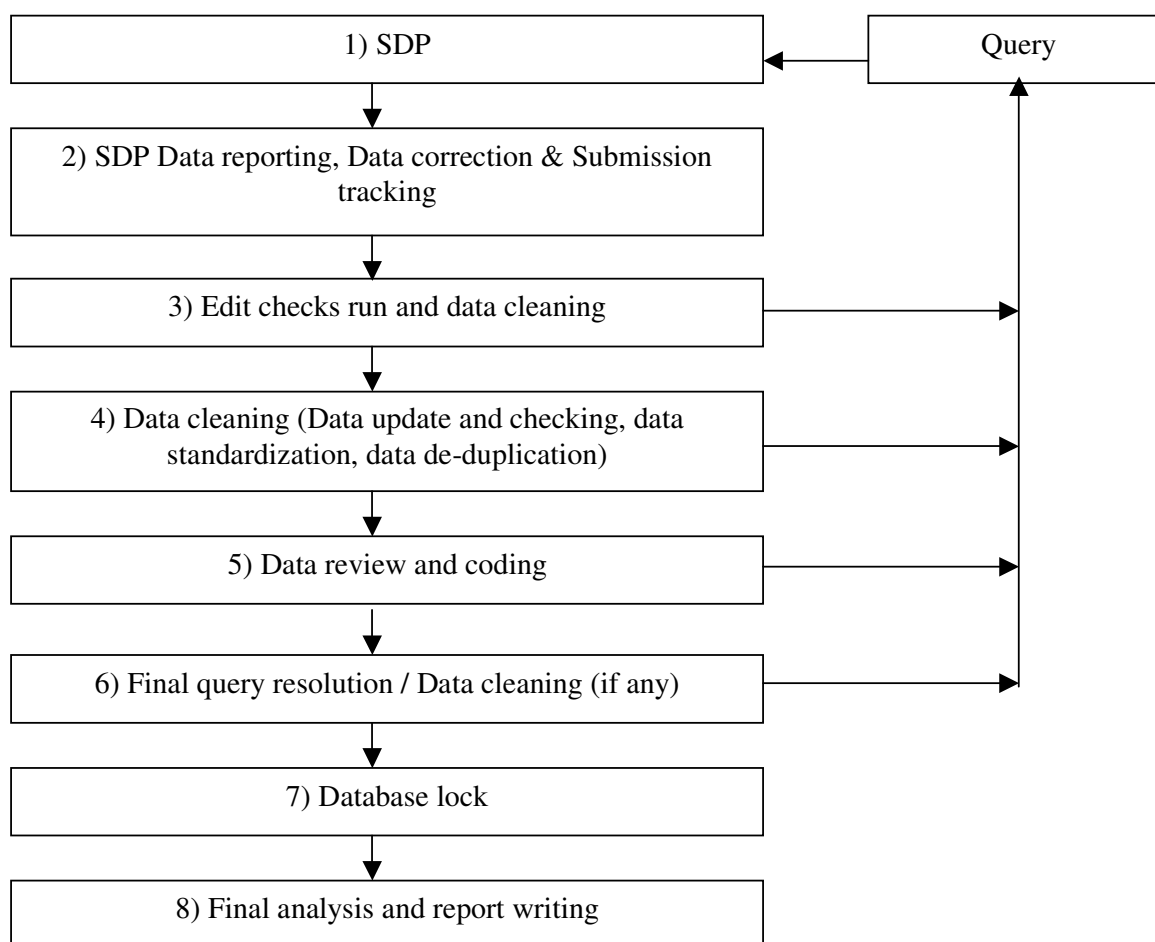 1) SDP
Query
2) SDP Data reporting, Data correction & Submission
tracking
3) Edit checks run and data cleaning
4) Data cleaning (Data update and checking, data
standardization, data de-duplication)
5) Data review and coding
6) Final query resolution / Data cleaning (if any)
7) Database lock
8) Final analysis and report writing